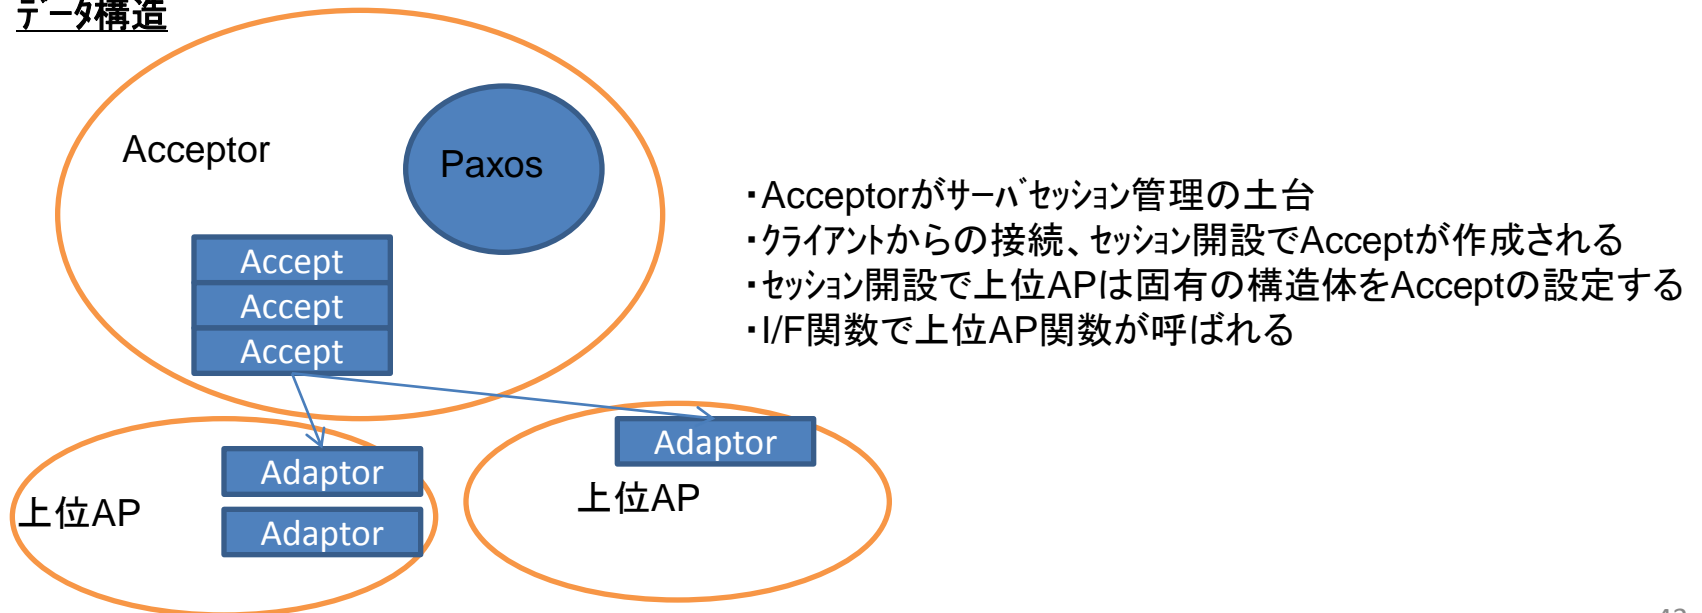 ﾃﾞｰﾀ構造
Acceptor
Paxos
Accept
Accept
Accept
・Acceptorがｻｰﾊﾞｾｯｼｮﾝ管理の土台
・ｸﾗｲｱﾝﾄからの接続、ｾｯｼｮﾝ開設でAcceptが作成される
・ｾｯｼｮﾝ開設で上位APは固有の構造体をAcceptの設定する
・I/F関数で上位AP関数が呼ばれる
Adaptor
上位AP
Adaptor
Adaptor
上位AP